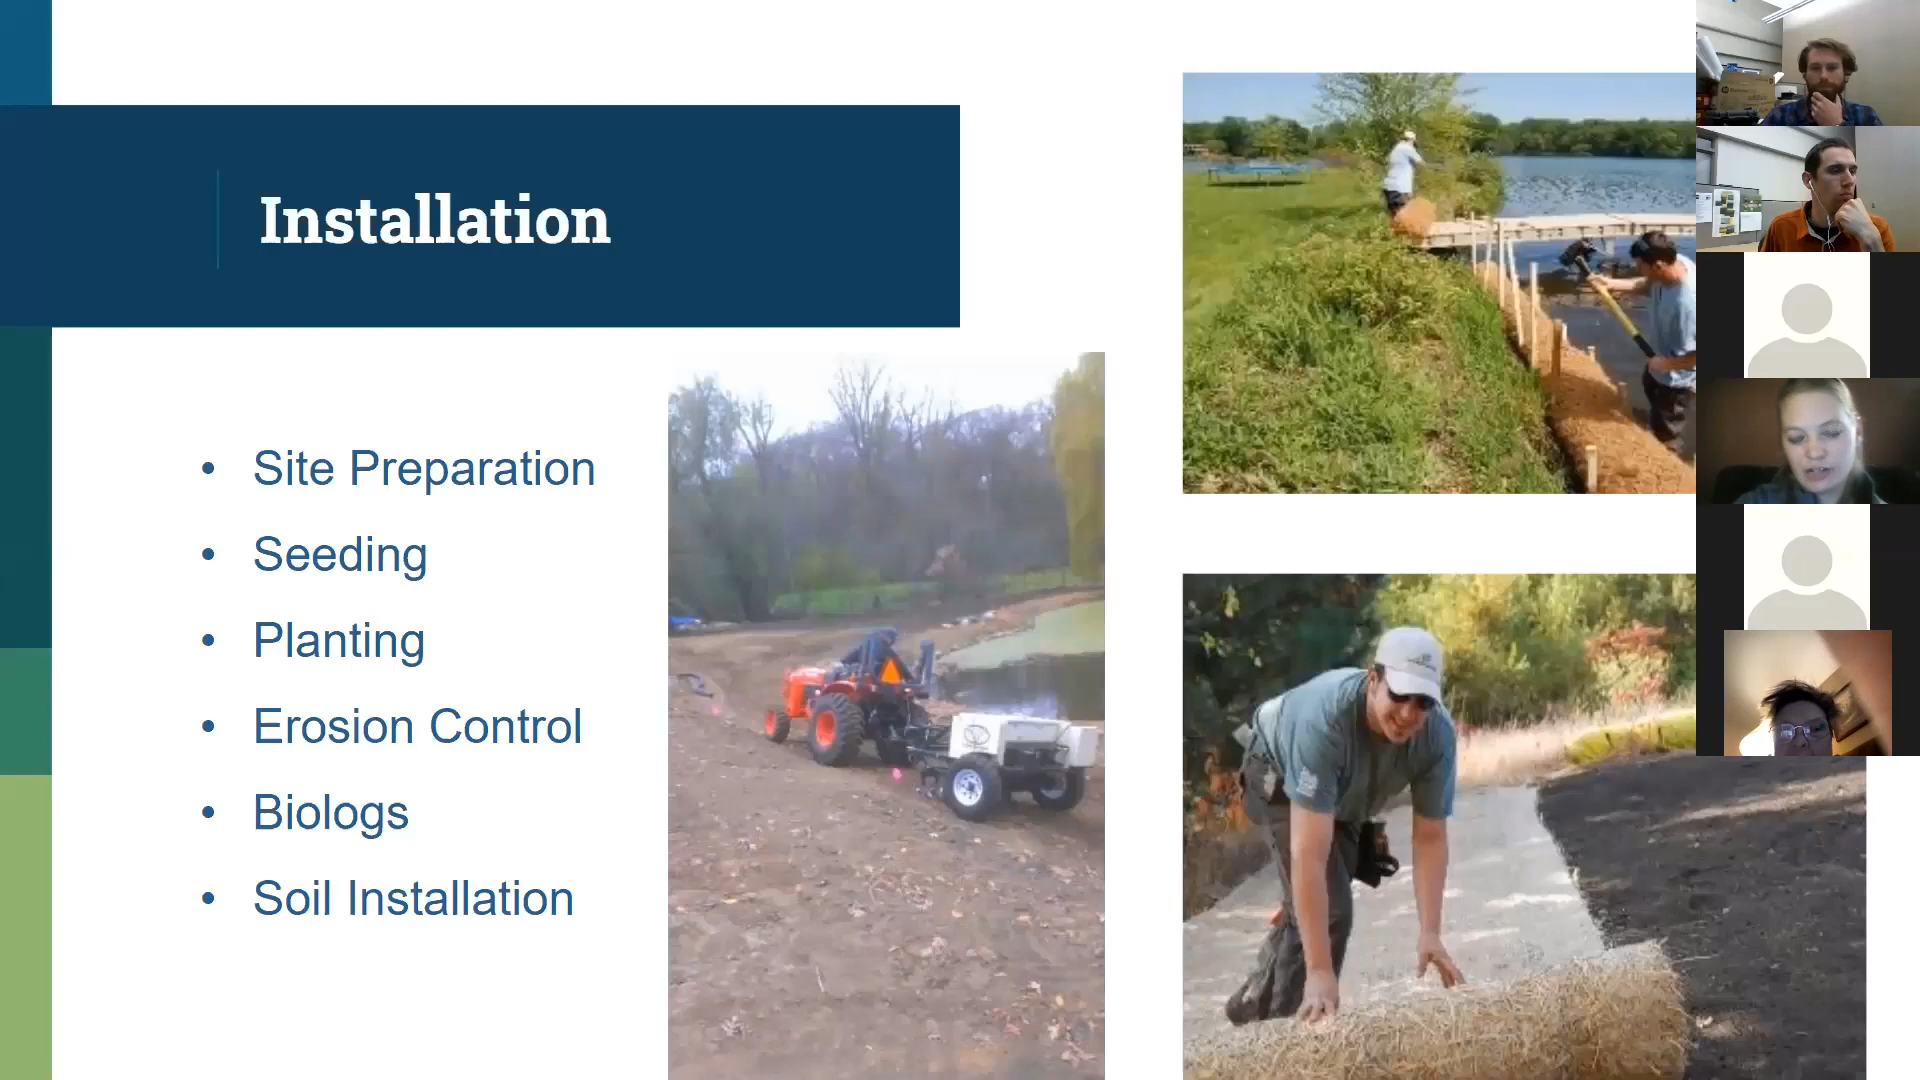 Installation
• Site Preparation
• Seeding
• Planting
• Erosion Control
• Biologs
• Soil Installation